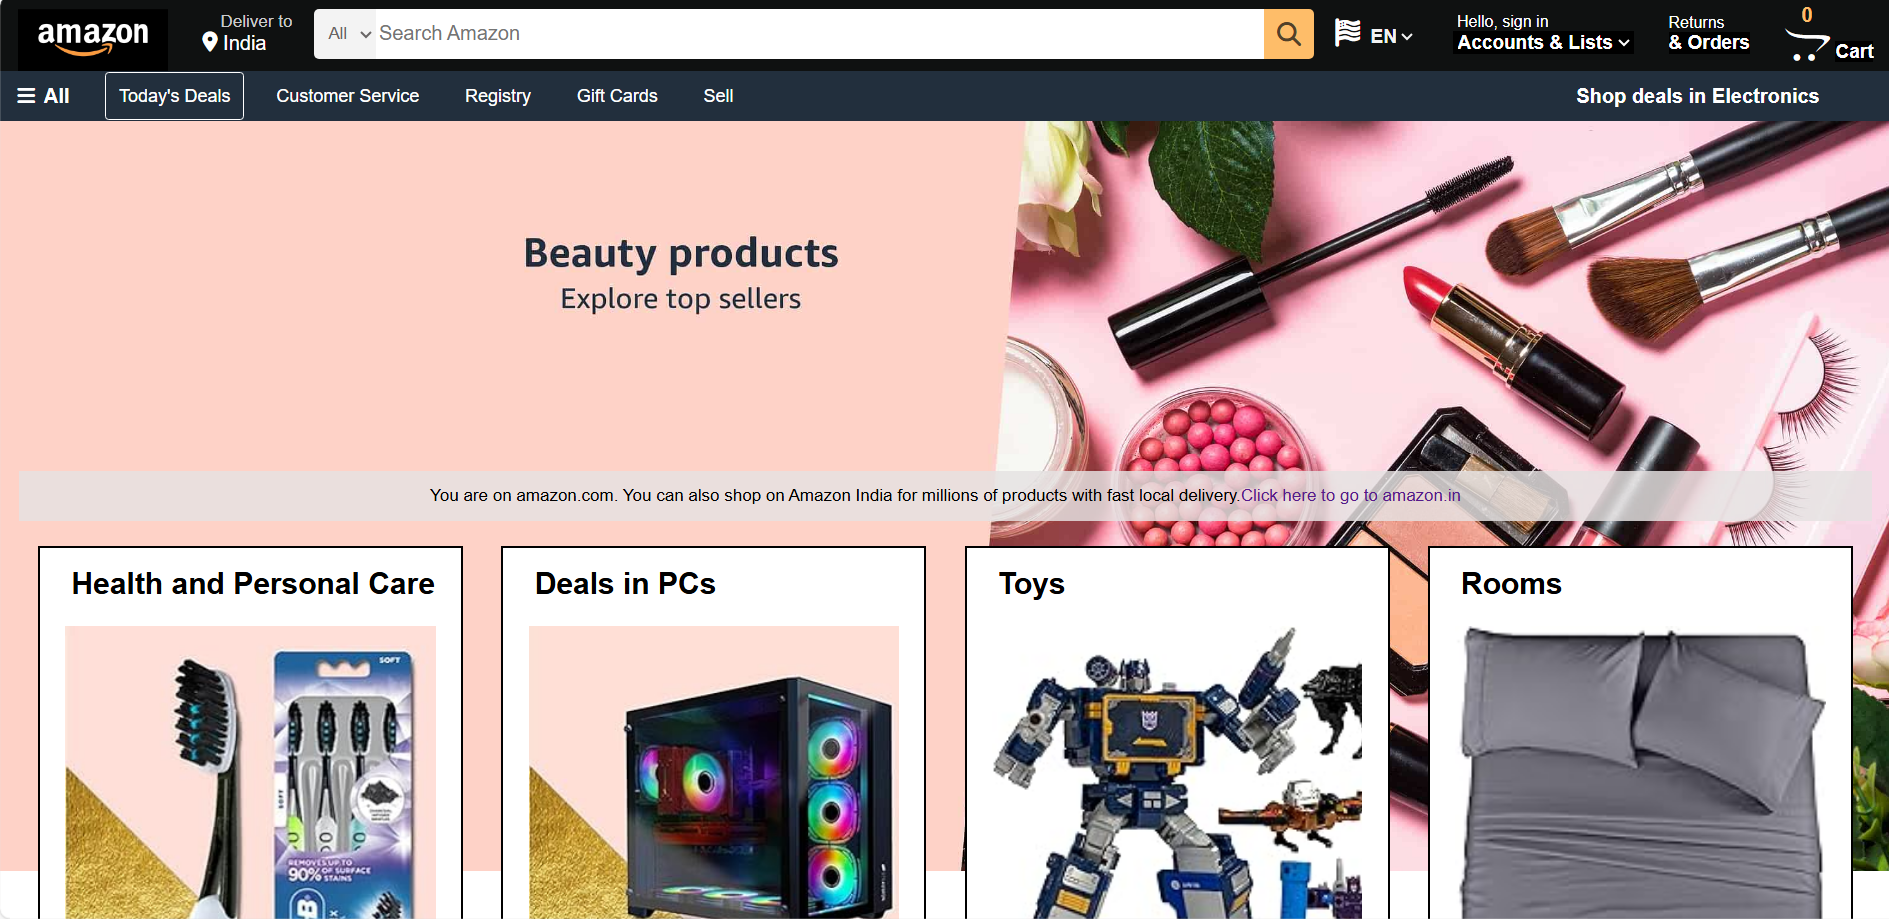 amazon
Deliver to
India
All
Search Amazon
EN
Hello, sign in
Accounts & Lists
Returns
& Orders
0
Cart
All
Today's Deals
Customer Service
Registry
Gift Cards
Sell
Shop deals in Electronics
Beauty products
Explore top sellers
You are on amazon.com. You can also shop on Amazon India for millions of products with fast local delivery.Click here to go to amazon.in
Health and Personal Care
Deals in PCs
Toys
Rooms
SOFT
SOFT
REMOVES UP TO
90% OF SURFACE
STAINS